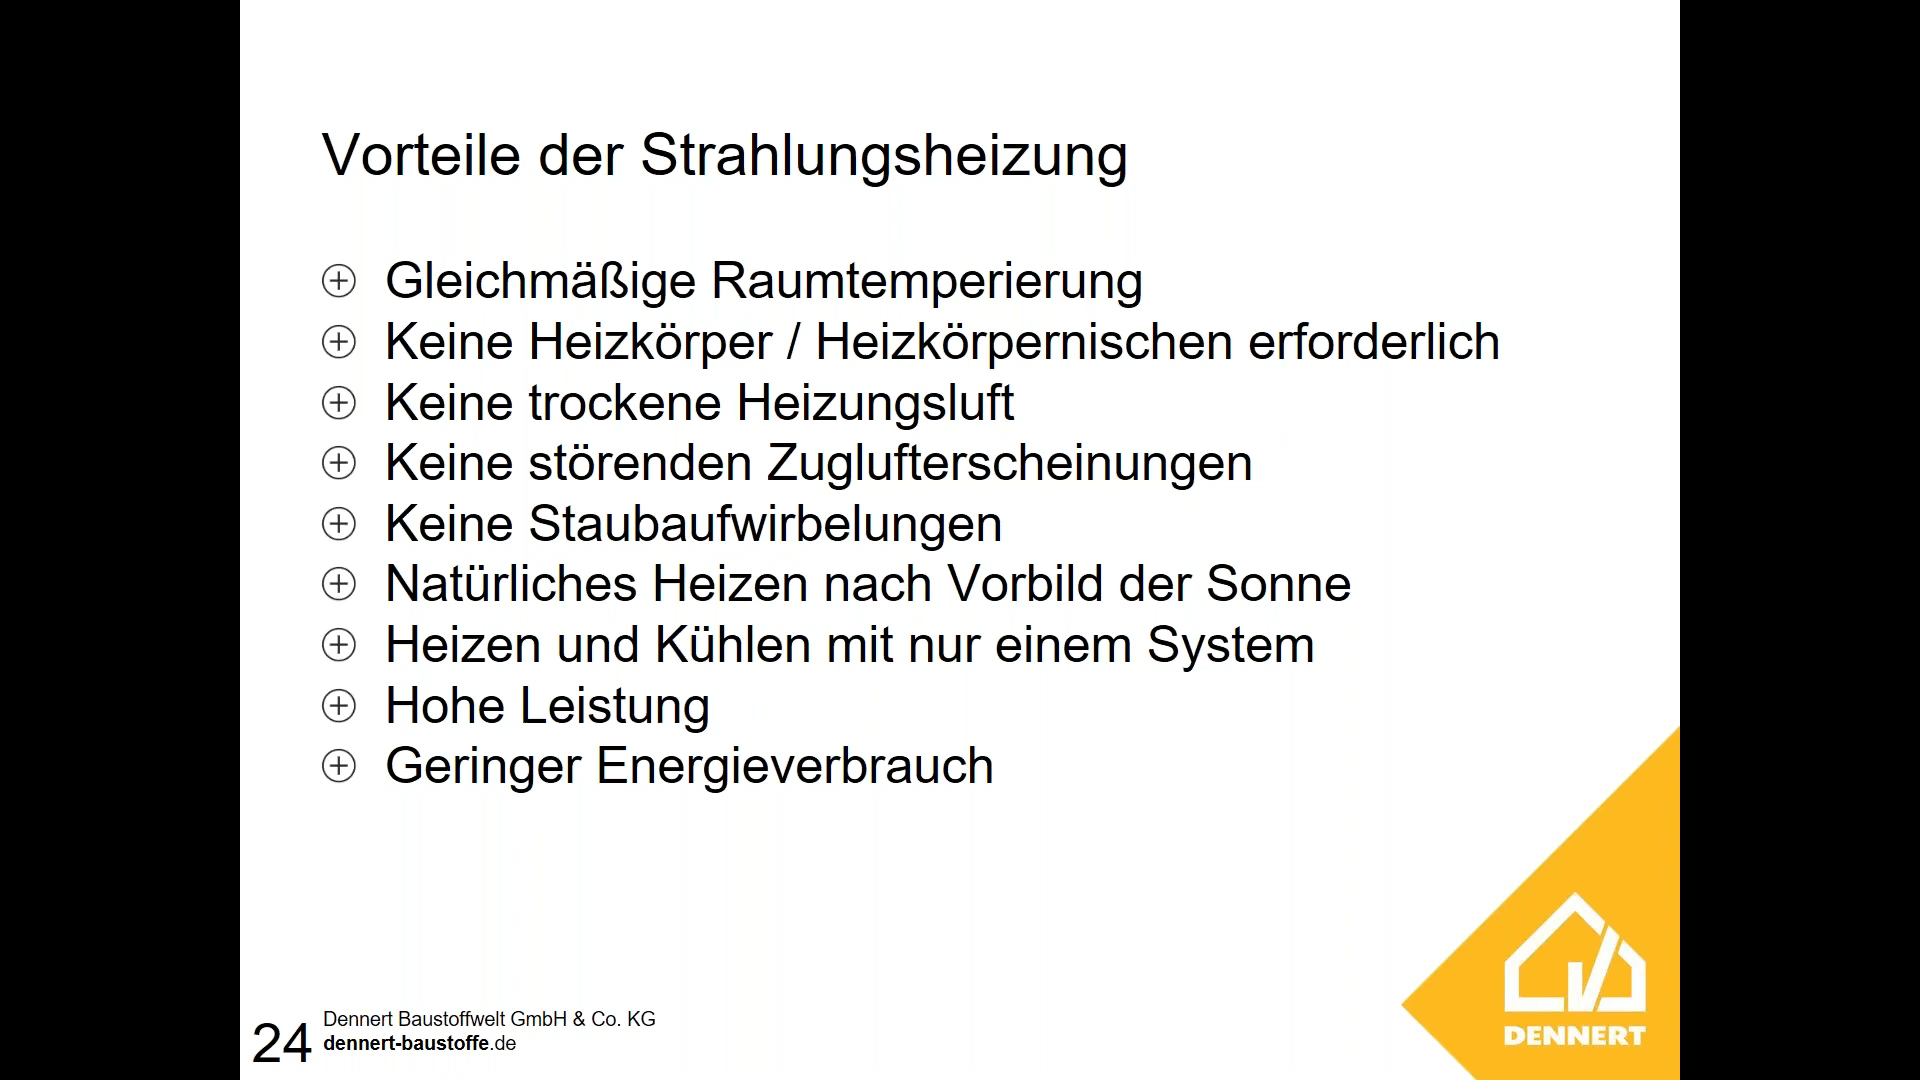 Vorteile der Strahlungsheizung
Gleichmäßige Raumtemperierung
Keine Heizkörper / Heizkörpernischen erforderlich
Keine trockene Heizungsluft
Keine störenden Zuglufterscheinungen
Keine Staubaufwirbelungen
Natürliches Heizen nach Vorbild der Sonne
Heizen und Kühlen mit nur einem System
Hohe Leistung
Geringer Energieverbrauch
24
Dennert Baustoffwelt GmbH & Co. KG
dennert-baustoffe.de
DENNERT